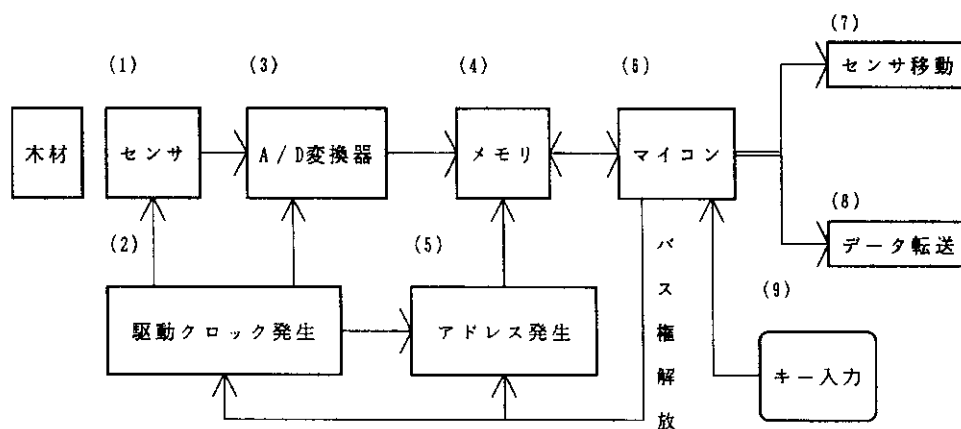 (1)
(3)
(4)
(6)
(7)
木材
センサ
A/D変換器
メモリ
マイコン
センサ移動
(2)
(5)
(8)
データ転送
駆動クロック発生
アドレス発生
バス権解放
(9)
キー入力